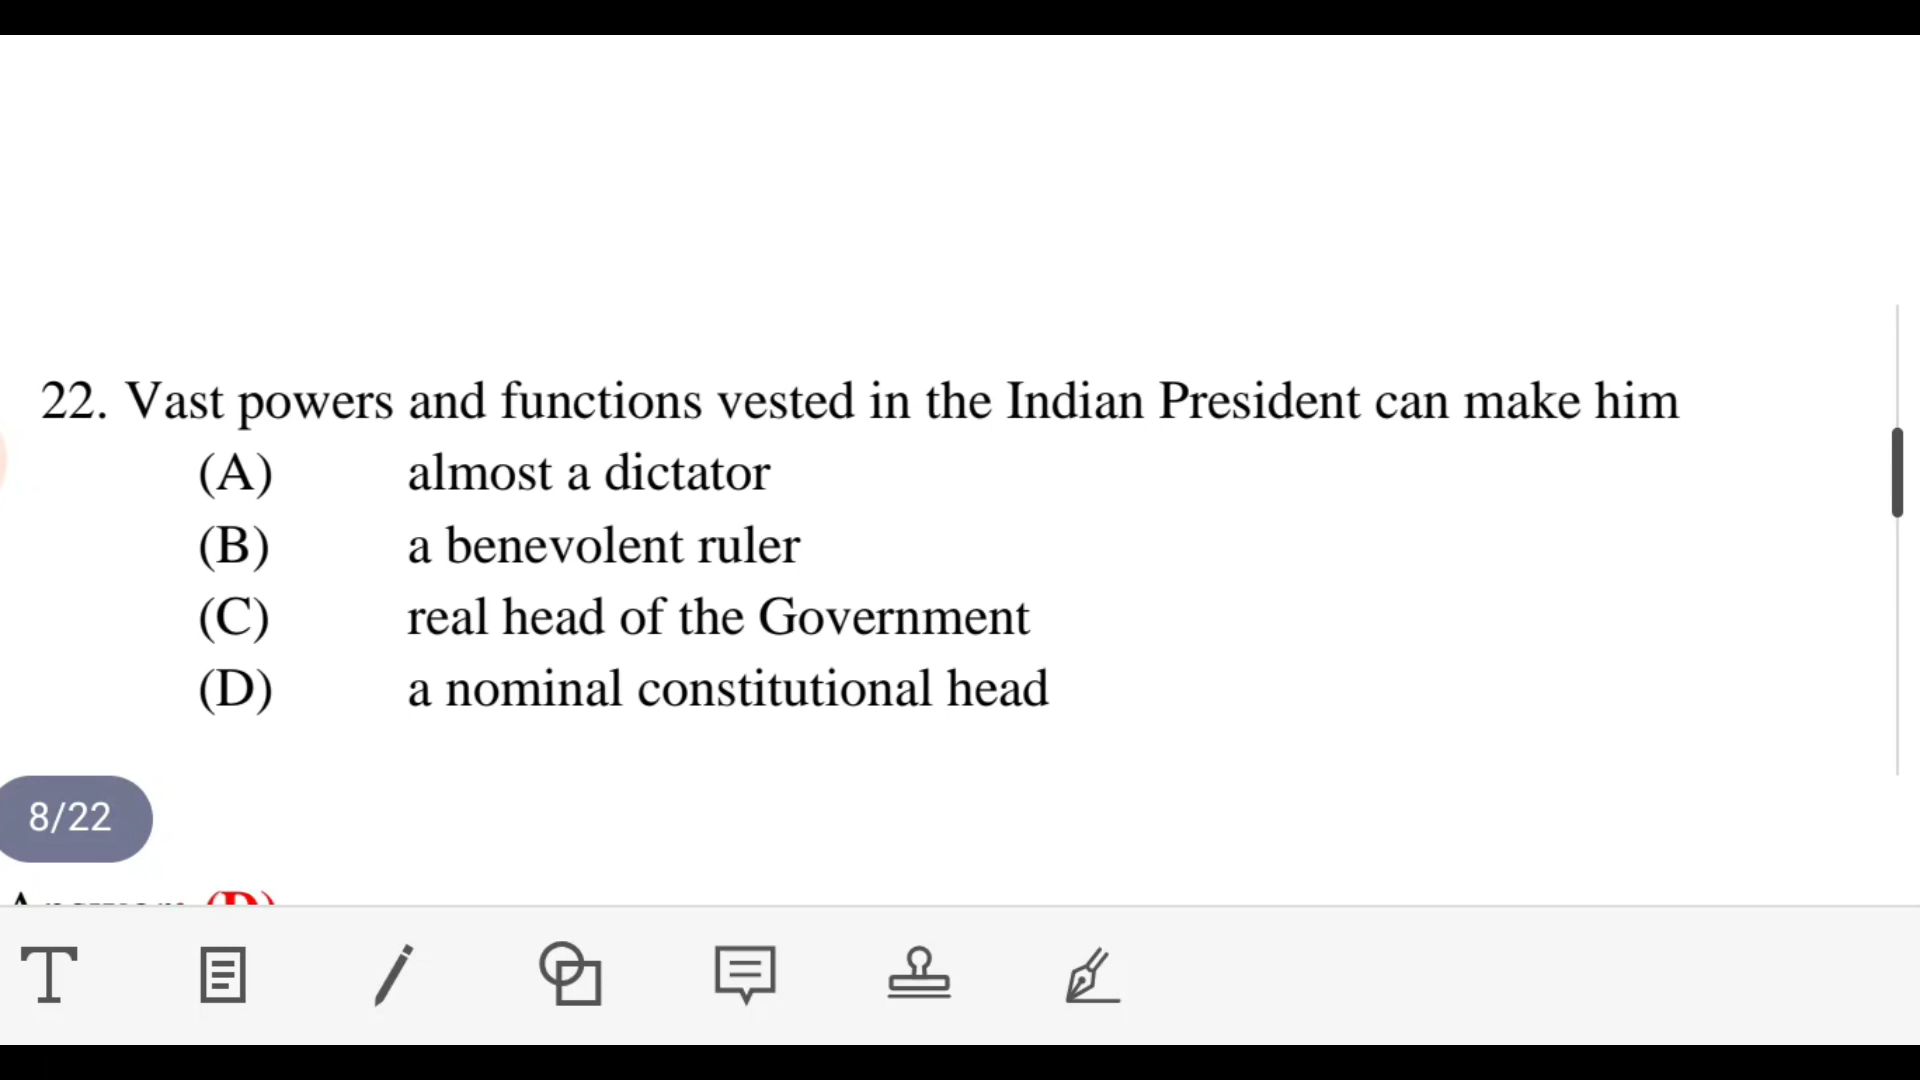 22. Vast powers and functions vested in the Indian President can make him
(A) almost a dictator
(B) a benevolent ruler
(C) real head of the Government
(D) a nominal constitutional head
8/22
T